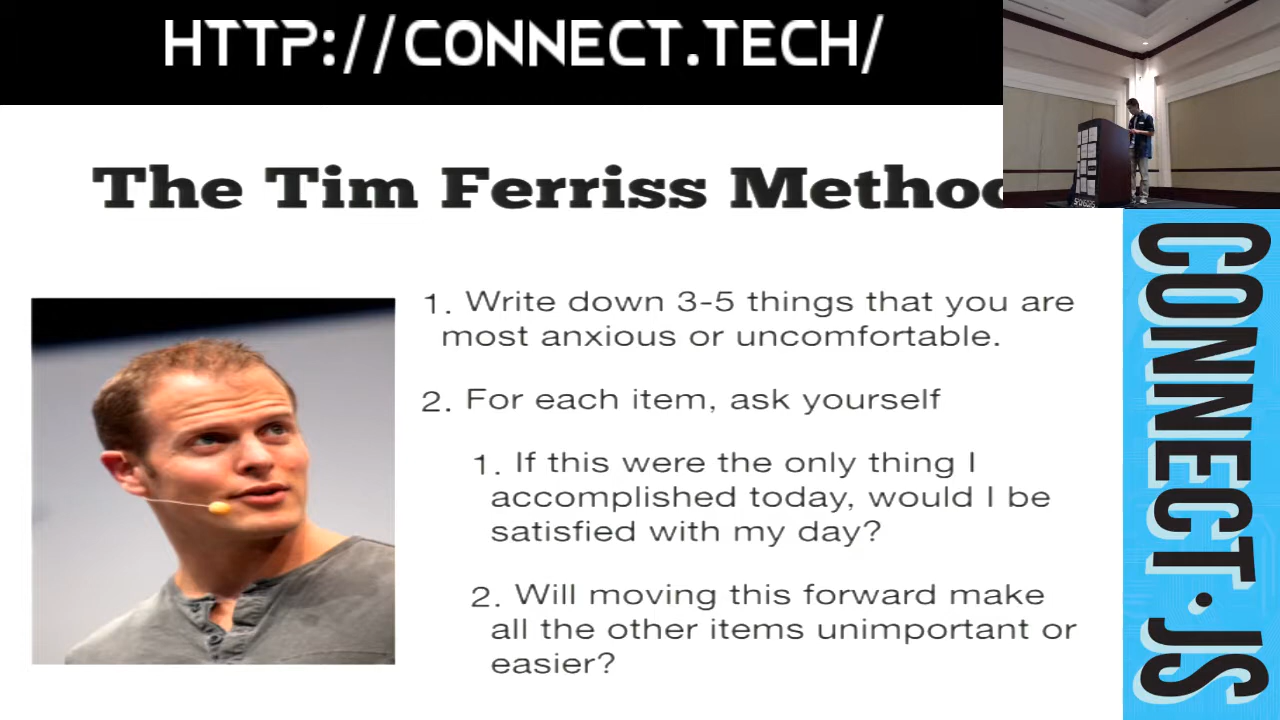 HTTP://CONNECT.TECH/
The Tim Ferriss Metho
1. Write down 3-5 things that you are
most anxious or uncomfortable.
2. For each item, ask yourself
1. If this were the only thing I
accomplished today, would I be
satisfied with my day?
2. Will moving this forward make
all the other items unimportant or
easier?
CONNECT.JS